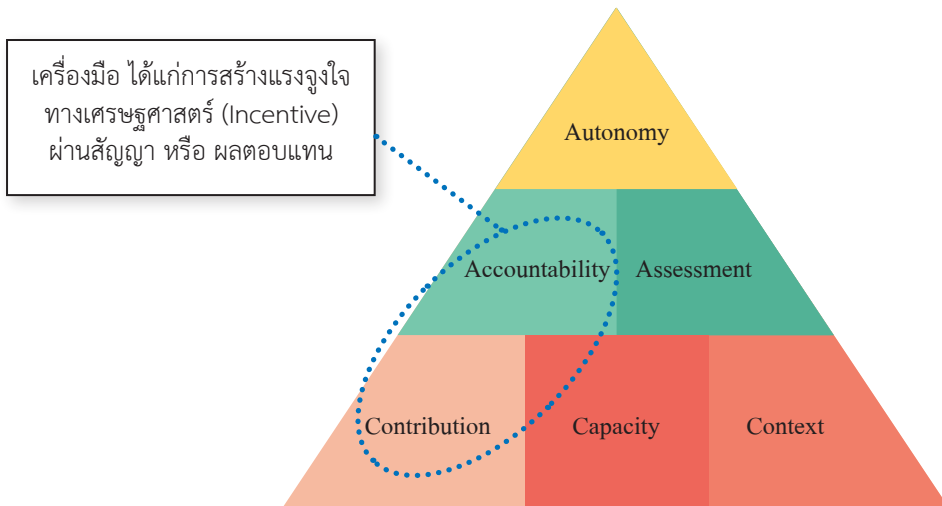 เครื่องมือ ได้แก่การสร้างแรงจูงใจ
ทางเศรษฐศาสตร์ (Incentive)
ผ่านสัญญา หรือ ผลตอบแทน
Autonomy
Accountability
Assessment
Contribution
Capacity
Context